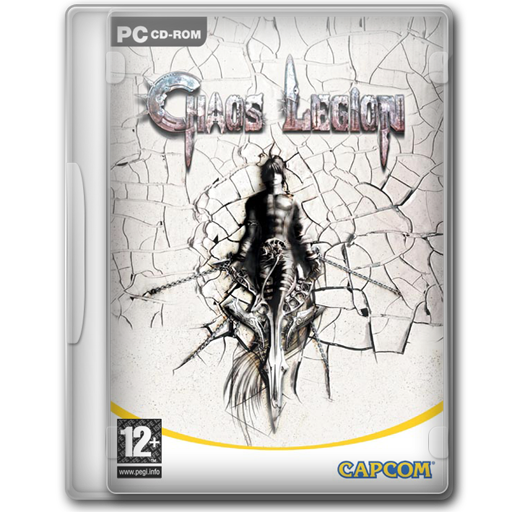 PC CD-ROM
CHAOS LEGION
12+
www.pegi.info
CAPCOM